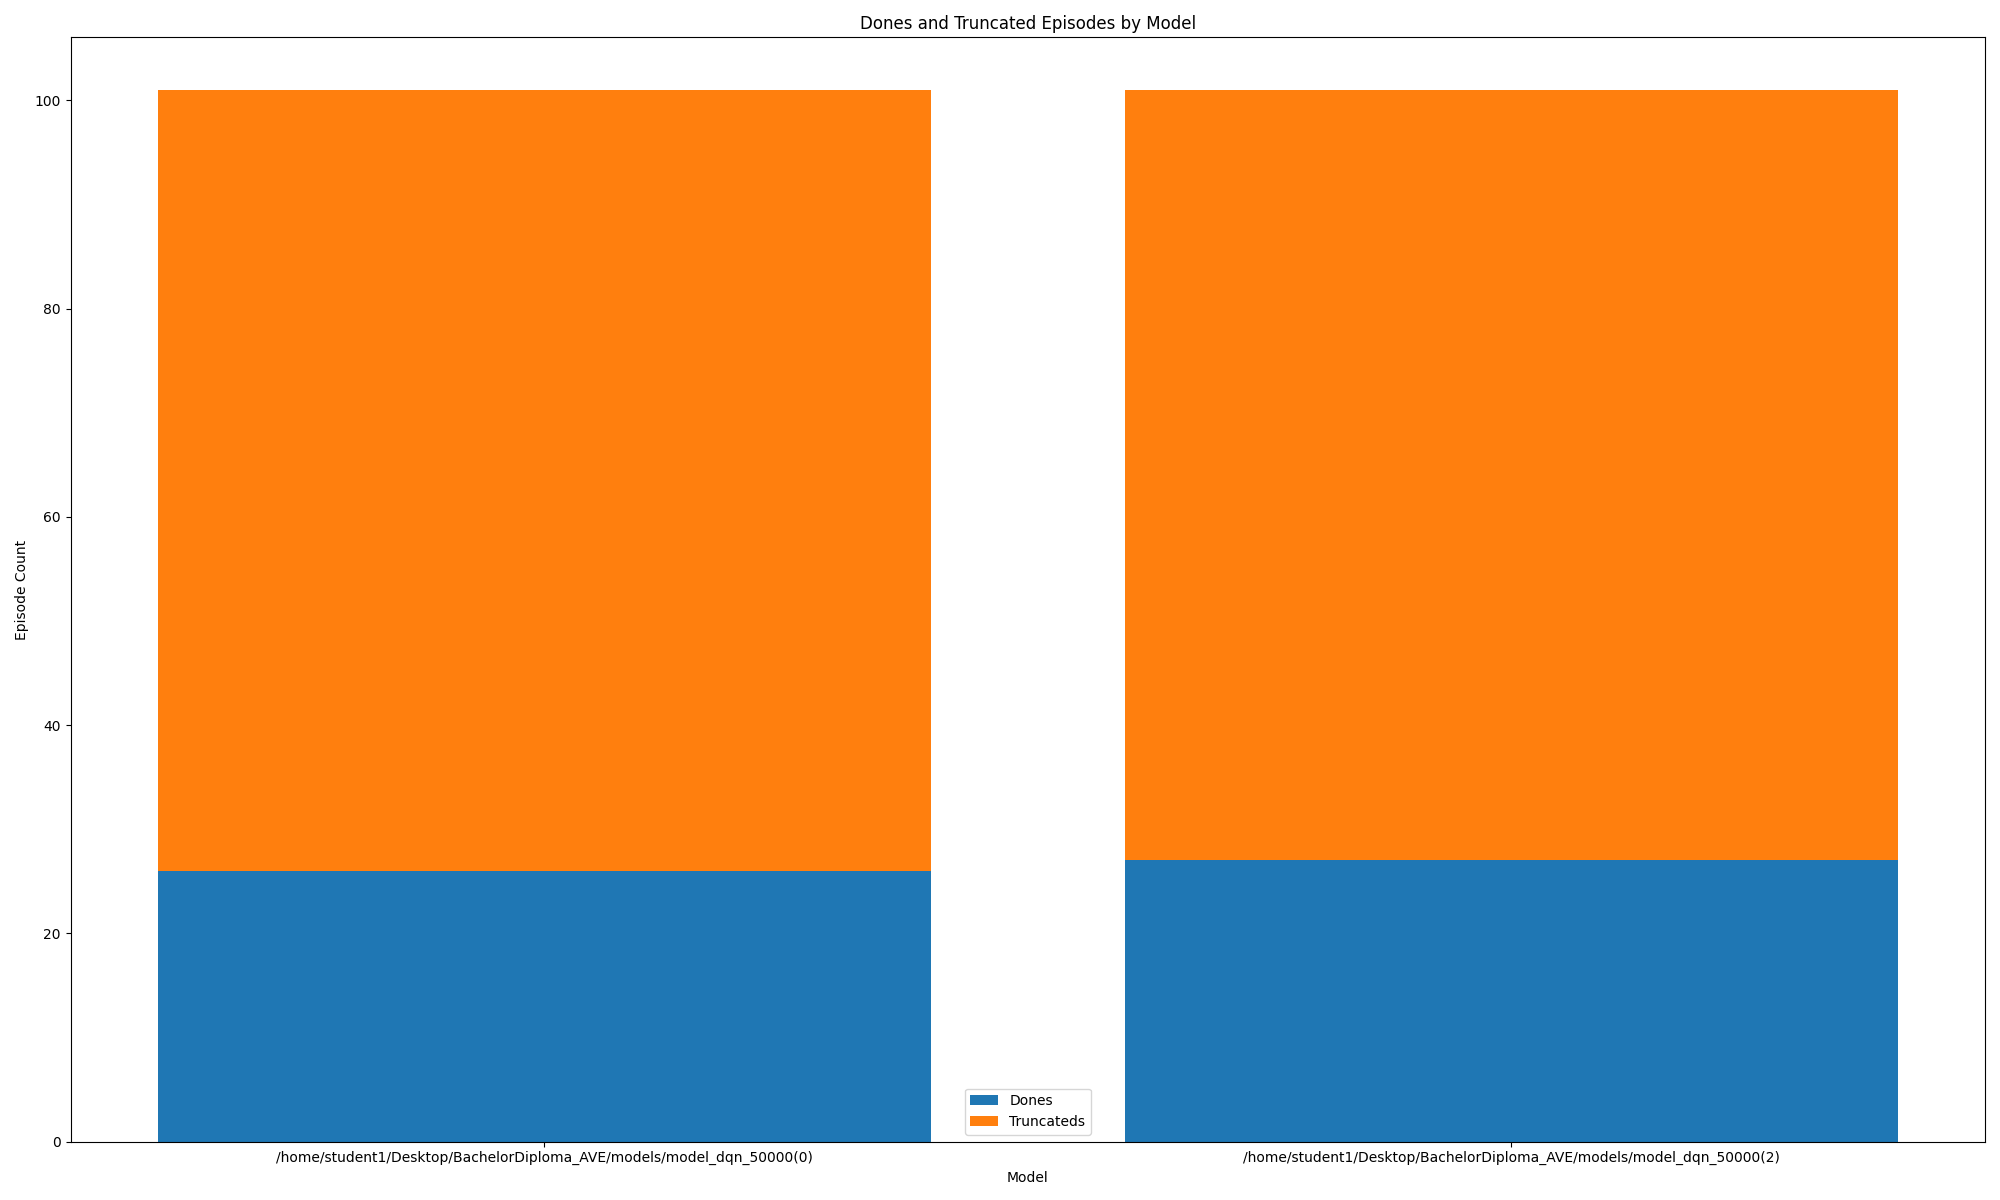 Dones and Truncated Episodes by Model
Episode Count
100
80
60
40
20
0
Dones
Truncateds
/home/student1/Desktop/BachelorDiploma_AVE/models/model_dqn_50000(0)
/home/student1/Desktop/BachelorDiploma_AVE/models/model_dqn_50000(2)
Model